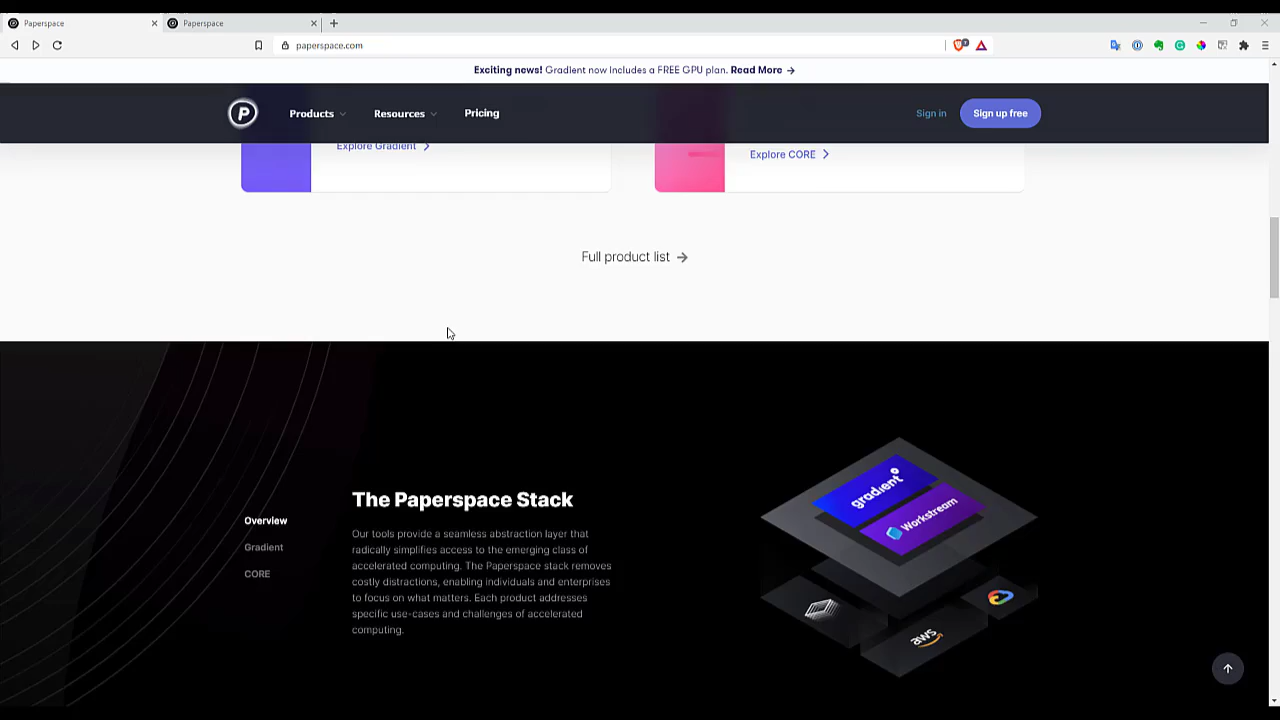 Paperspace
Paperspace
paperspace.com
Exciting news! Gradient now includes a FREE GPU plan. Read More →
P Products Resources Pricing Sign in Sign up free
Explore Gradient >
Explore CORE >
Full product list →
The Paperspace Stack
Overview
Gradient
CORE
Our tools provide a seamless abstraction layer that
radically simplifies access to the emerging class of
accelerated computing. The Paperspace stack removes
costly distractions, enabling individuals and enterprises
to focus on what matters. Each product addresses
specific use-cases and challenges of accelerated
computing.
gradient
Workstream
aws